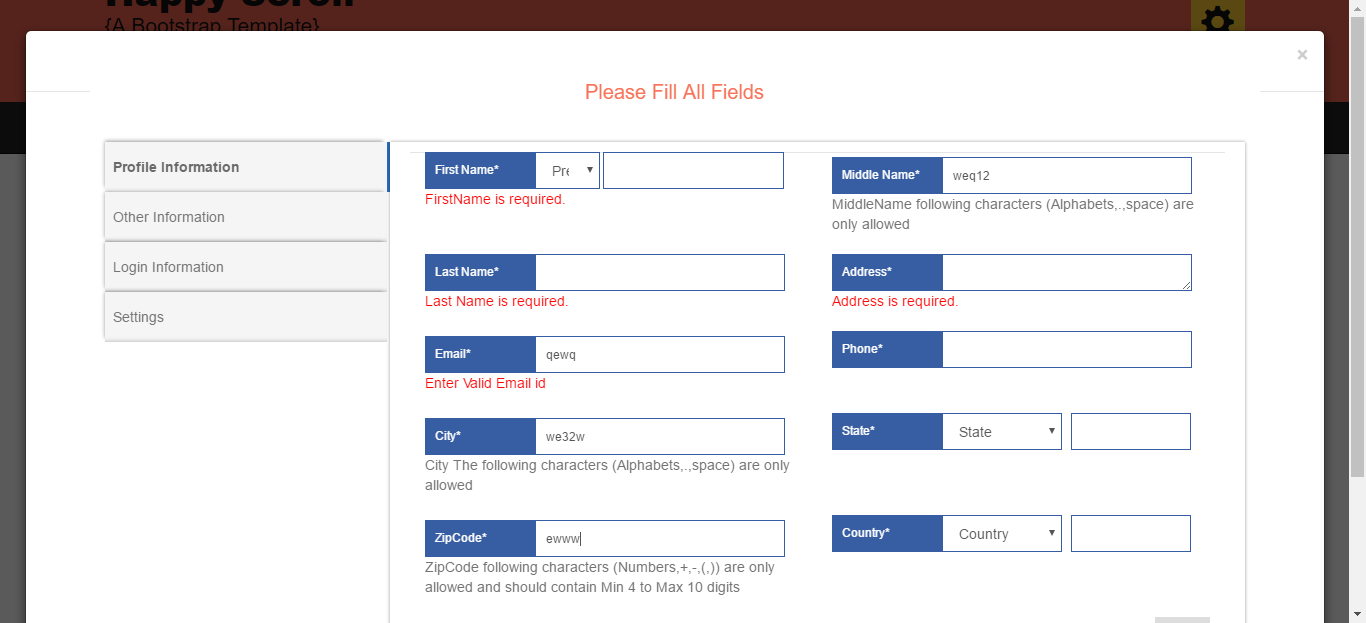 Happy Scroll
{A Bootstrap Template}
×
Please Fill All Fields
Profile Information
Other Information
Login Information
Settings
First Name* Pre
FirstName is required.
Middle Name* weq12
MiddleName following characters (Alphabets,.,space) are
only allowed
Last Name*
Last Name is required.
Address*
Address is required.
Email* qewq
Enter Valid Email id
Phone*
City* we32w
City The following characters (Alphabets,.,space) are only
allowed
State* State
ZipCode* ewww
ZipCode following characters (Numbers,+,-,(,)) are only
allowed and should contain Min 4 to Max 10 digits
Country* Country